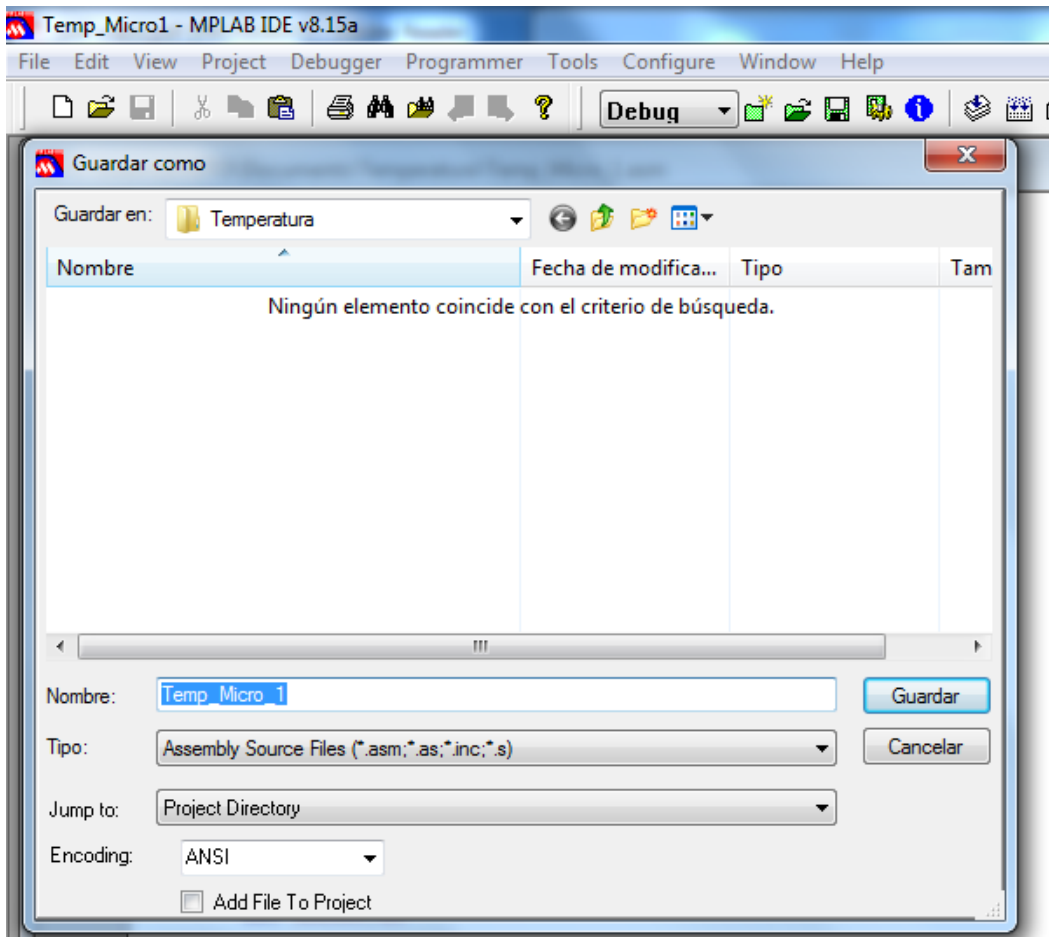 Temp_Micro1 - MPLAB IDE v8.15a
File Edit View Project Debugger Programmer Tools Configure Window Help
Debug
Guardar como
Guardar en: Temperatura
Nombre Fecha de modifica... Tipo Tam
Ningún elemento coincide con el criterio de búsqueda.
Nombre: Temp_Micro_1 Guardar
Tipo: Assembly Source Files (*.asm;*.as;*.inc;*.s) Cancelar
Jump to: Project Directory
Encoding: ANSI
Add File To Project